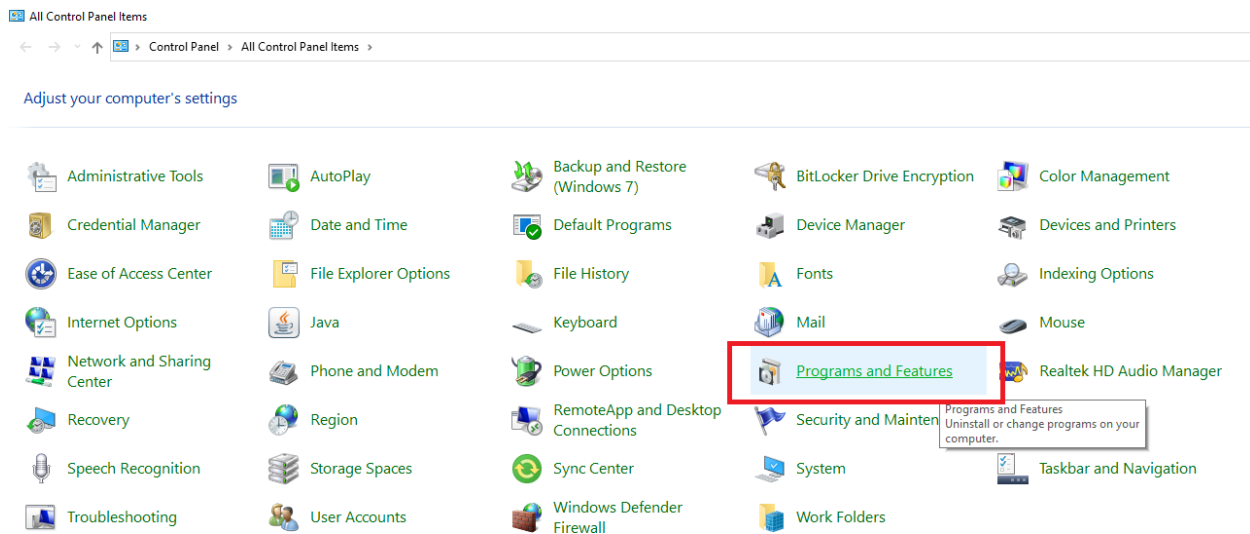 All Control Panel Items
Control Panel › All Control Panel Items ›
Adjust your computer's settings
Administrative Tools
AutoPlay
Backup and Restore
(Windows 7)
BitLocker Drive Encryption
Color Management
Credential Manager
Date and Time
Default Programs
Device Manager
Devices and Printers
Ease of Access Center
File Explorer Options
File History
Fonts
Indexing Options
Internet Options
Java
Keyboard
Mail
Mouse
Network and Sharing
Center
Phone and Modem
Power Options
Programs and Features
Realtek HD Audio Manager
Recovery
Region
RemoteApp and Desktop
Connections
Security and Mainten
Programs and Features
Uninstall or change programs on your
computer.
Speech Recognition
Storage Spaces
Sync Center
System
Taskbar and Navigation
Troubleshooting
User Accounts
Windows Defender
Firewall
Work Folders